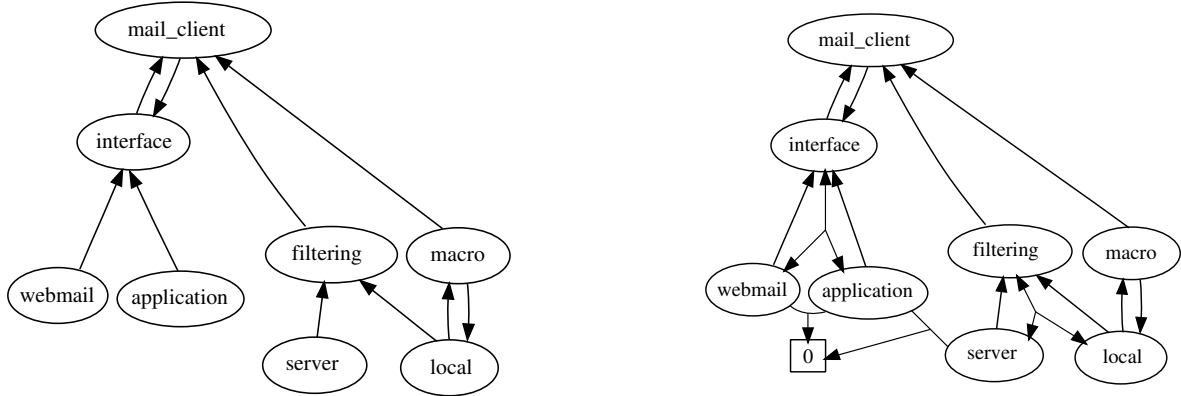 mail_client
interface
webmail
application
filtering
macro
server
local
mail_client
interface
webmail
application
filtering
macro
0
server
local